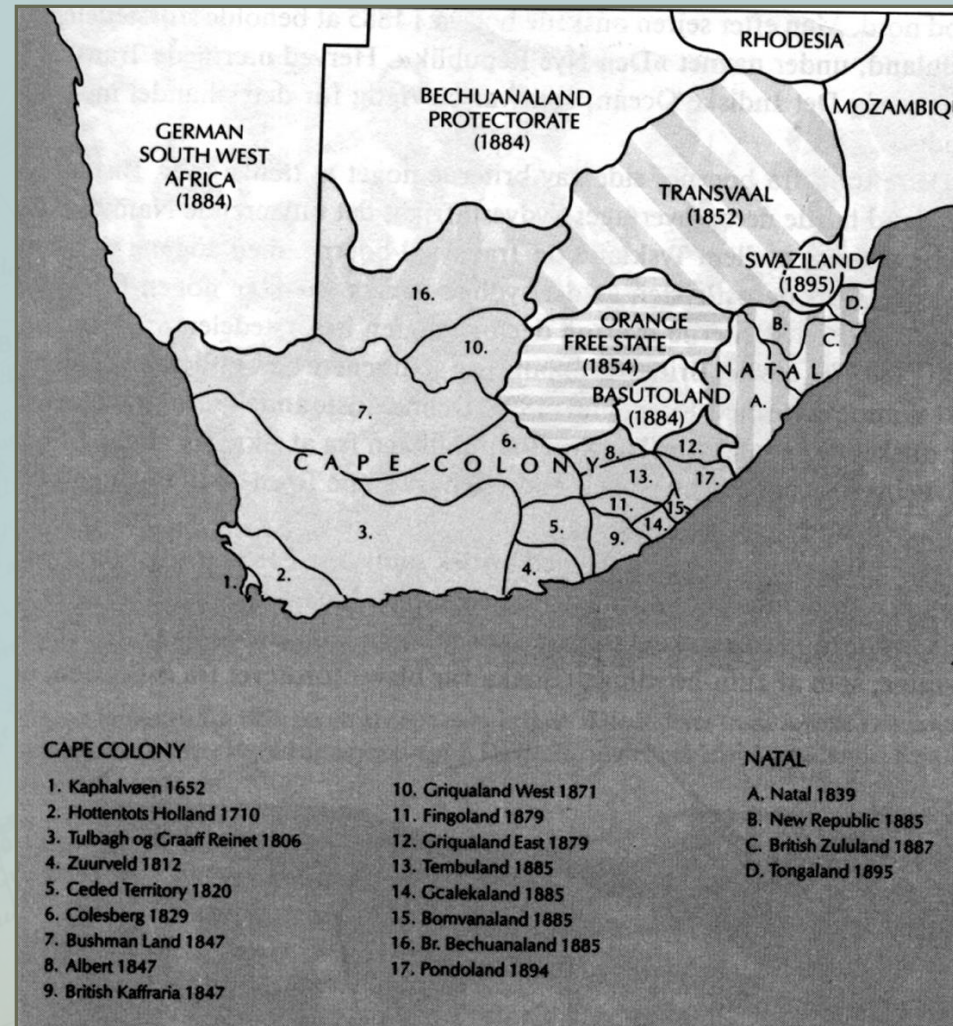 RHODESIA
BECHUANALAND
PROTECTORATE
(1884)
MOZAMBIQ
GERMAN
SOUTH WEST
AFRICA
(1884)
TRANSVAAL
(1852)
SWAZILAND
(1895)
16.
D.
ORANGE
FREE STATE
(1854)
B.
C.
10.
NATAL
BASUTOLAND
(1884)
A.
7.
6.
8.
12.
CAPE COLONY
13.
17.
11.
15
3.
5.
9.
14.
1.
2.
4.
CAPE COLONY
1. Kaphalvøen 1652
2. Hottentots Holland 1710
3. Tulbagh og Graaff Reinet 1806
4. Zuurveld 1812
5. Ceded Territory 1820
6. Colesberg 1829
7. Bushman Land 1847
8. Albert 1847
9. British Kaffraria 1847
10. Griqualand West 1871
11. Fingoland 1879
12. Griqualand East 1879
13. Tembuland 1885
14. Gcalekaland 1885
15. Bomvanaland 1885
16. Br. Bechuanaland 1885
17. Pondoland 1894
NATAL
A. Natal 1839
B. New Republic 1885
C. British Zululand 1887
D. Tongaland 1895